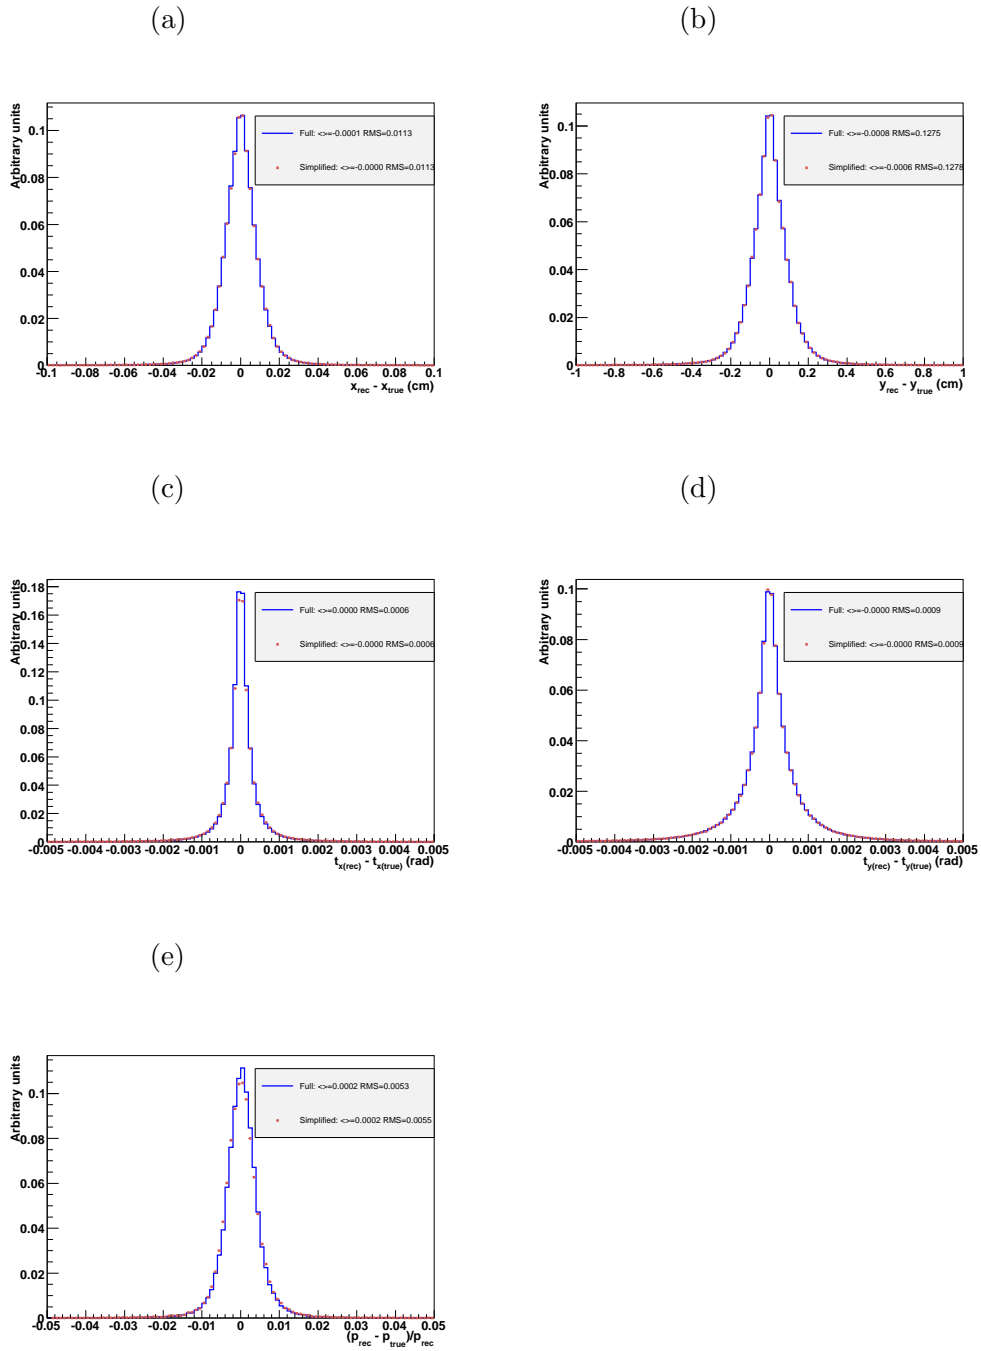 (a)
Arbitrary units
0.1
0.08
0.06
0.04
0.02
0
Full: <>=-0.0001 RMS=0.0113
Simplified: <>=-0.0000 RMS=0.0113
-0.1 -0.08 -0.06 -0.04 -0.02 0 0.02 0.04 0.06 0.08 0.1
x_rec - x_true (cm)
(b)
Arbitrary units
0.1
0.08
0.06
0.04
0.02
0
Full: <>=-0.0008 RMS=0.1275
Simplified: <>=-0.0006 RMS=0.1278
-1 -0.8 -0.6 -0.4 -0.2 0 0.2 0.4 0.6 0.8 1
y_rec - y_true (cm)
(c)
Arbitrary units
0.18
0.16
0.14
0.12
0.1
0.08
0.06
0.04
0.02
0
Full: <>=0.0000 RMS=0.0006
Simplified: <>=-0.0000 RMS=0.0006
-0.005 -0.004 -0.003 -0.002 -0.001 0 0.001 0.002 0.003 0.004 0.005
t_x(rec) - t_x(true) (rad)
(d)
Arbitrary units
0.1
0.08
0.06
0.04
0.02
0
Full: <>=-0.0000 RMS=0.0009
Simplified: <>=-0.0000 RMS=0.0009
-0.005 -0.004 -0.003 -0.002 -0.001 0 0.001 0.002 0.003 0.004 0.005
t_y(rec) - t_y(true) (rad)
(e)
Arbitrary units
0.1
0.08
0.06
0.04
0.02
0
Full: <>=0.0002 RMS=0.0053
Simplified: <>=0.0002 RMS=0.0055
-0.05 -0.04 -0.03 -0.02 -0.01 0 0.01 0.02 0.03 0.04 0.05
(p_rec - p_true)/p_rec